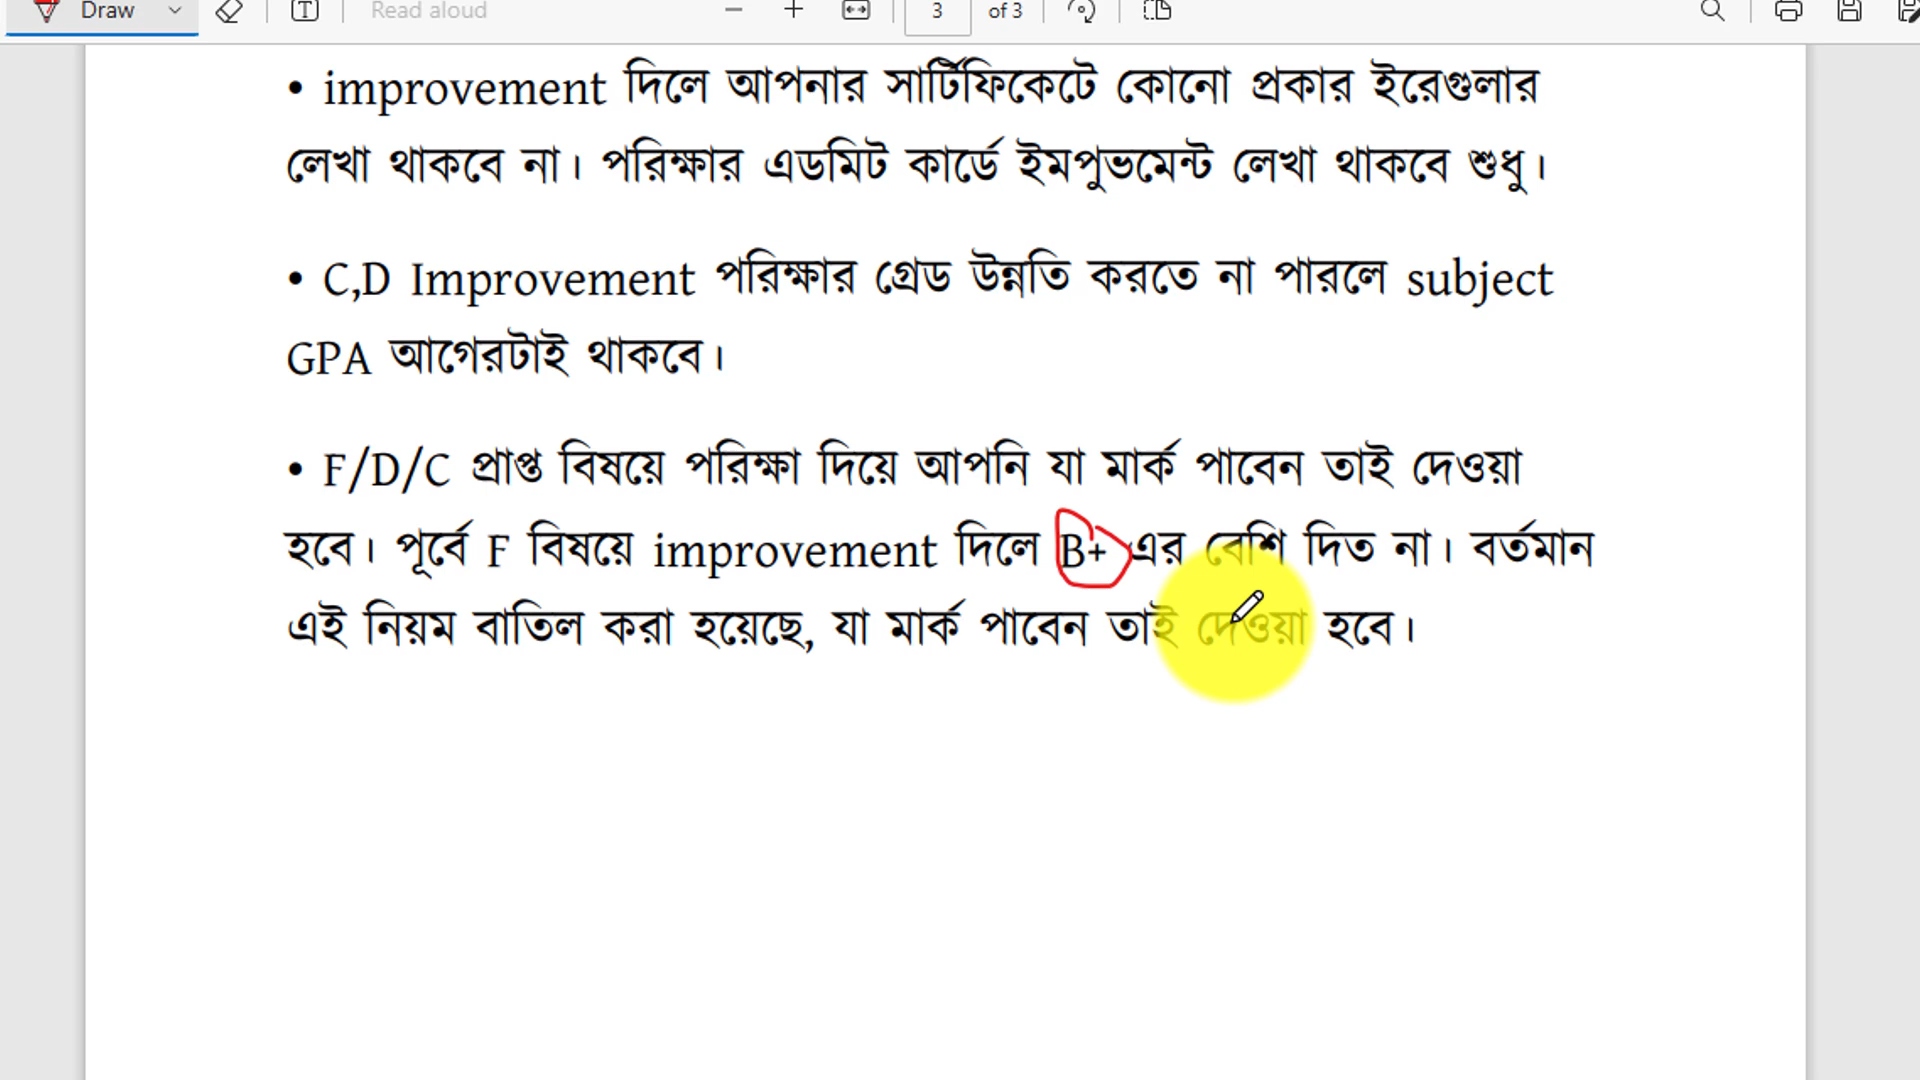 Draw Read aloud 3 of 3
• improvement দিলে আপনার সার্টিফিকেটে কোনো প্রকার ইরেগুলার
লেখা থাকবে না। পরিক্ষার এডমিট কার্ডে ইমপুভমেন্ট লেখা থাকবে শুধু।
• C,D Improvement পরিক্ষার গ্রেড উন্নতি করতে না পারলে subject
GPA আগেরটাই থাকবে।
• F/D/C প্রাপ্ত বিষয়ে পরিক্ষা দিয়ে আপনি যা মার্ক পাবেন তাই দেওয়া
হবে। পূর্বে F বিষয়ে improvement দিলে B+ এর বেশি দিত না। বর্তমান
এই নিয়ম বাতিল করা হয়েছে, যা মার্ক পাবেন তাই দেওয়া হবে।